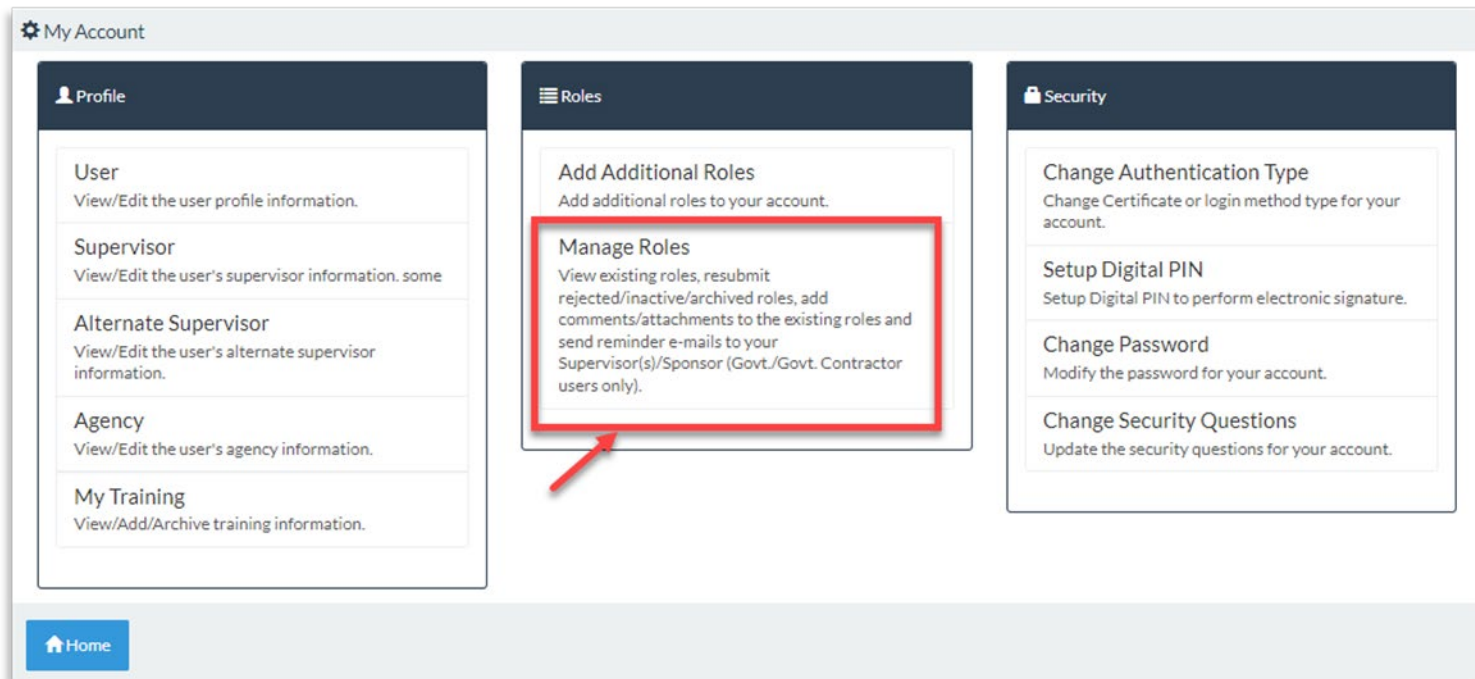 My Account
Profile
User
View/Edit the user profile information.
Supervisor
View/Edit the user's supervisor information. some
Alternate Supervisor
View/Edit the user's alternate supervisor
information.
Agency
View/Edit the user's agency information.
My Training
View/Add/Archive training information.
Roles
Add Additional Roles
Add additional roles to your account.
Manage Roles
View existing roles, resubmit
rejected/inactive/archived roles, add
comments/attachments to the existing roles and
send reminder e-mails to your
Supervisor(s)/Sponsor (Govt./Govt. Contractor
users only).
Security
Change Authentication Type
Change Certificate or login method type for your
account.
Setup Digital PIN
Setup Digital PIN to perform electronic signature.
Change Password
Modify the password for your account.
Change Security Questions
Update the security questions for your account.
Home